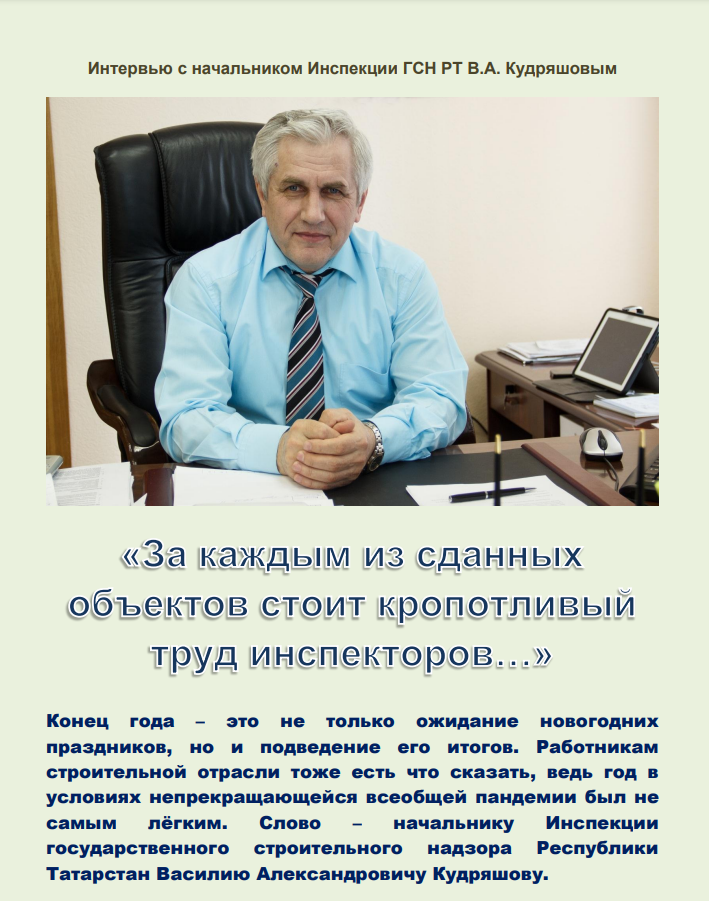 Интервью с начальником Инспекции ГСН РТ В.А. Кудряшовым
«За каждым из сданных
объектов стоит кропотливый
труд инспекторов...»
Конец года – это не только ожидание новогодних
праздников, но и подведение его итогов. Работникам
строительной отрасли тоже есть что сказать, ведь год в
условиях непрекращающейся всеобщей пандемии был не
самым лёгким. Слово – начальнику Инспекции
государственного строительного надзора Республики
Татарстан Василию Александровичу Кудряшову.